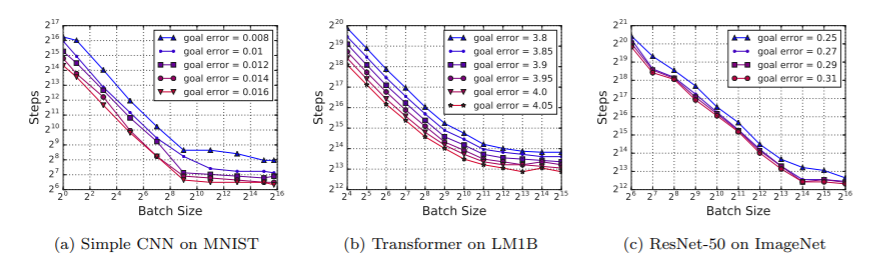 2^17
2^16
2^15
2^14
2^13
2^12
2^11
2^10
2^9
2^8
2^7
2^6
Steps
goal error = 0.008
goal error = 0.01
goal error = 0.012
goal error = 0.014
goal error = 0.016
2^0 2^2 2^4 2^6 2^8 2^10 2^12 2^14 2^16
Batch Size
(a) Simple CNN on MNIST
2^20
2^19
2^18
2^17
2^16
2^15
2^14
2^13
2^12
Steps
goal error = 3.8
goal error = 3.85
goal error = 3.9
goal error = 3.95
goal error = 4.0
goal error = 4.05
2^4 2^5 2^6 2^7 2^8 2^9 2^10 2^11 2^12 2^13 2^14 2^15
Batch Size
(b) Transformer on LM1B
2^21
2^20
2^19
2^18
2^17
2^16
2^15
2^14
2^13
2^12
Steps
goal error = 0.25
goal error = 0.27
goal error = 0.29
goal error = 0.31
2^6 2^7 2^8 2^9 2^10 2^11 2^12 2^13 2^14 2^15 2^16
Batch Size
(c) ResNet-50 on ImageNet